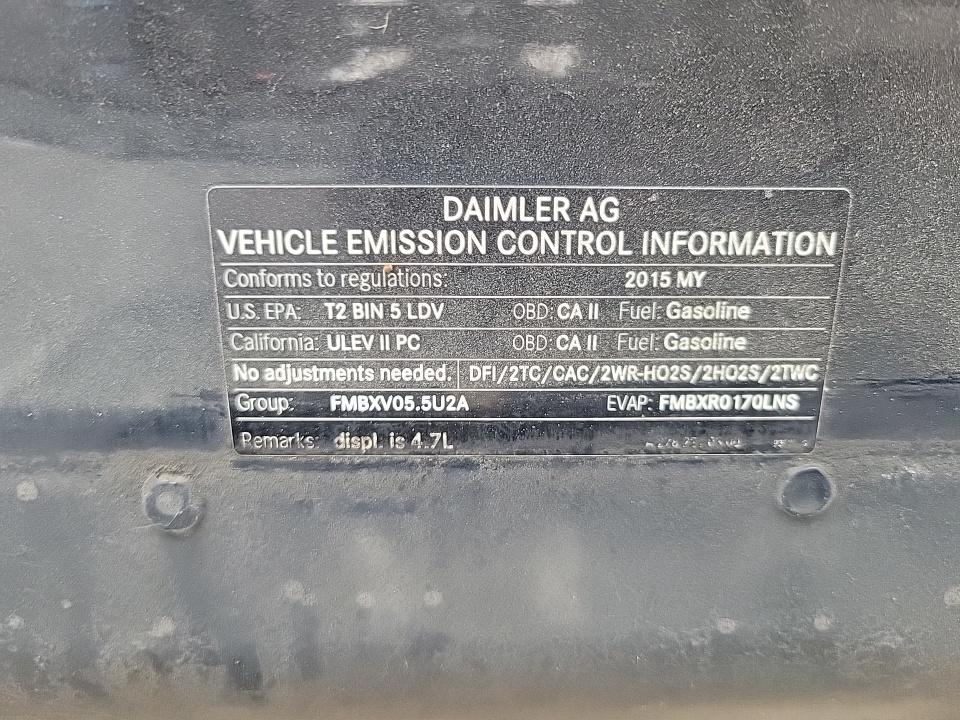 DAIMLER AG
VEHICLE EMISSION CONTROL INFORMATION
Conforms to regulations: 2015 MY
U.S. EPA: T2 BIN 5 LDV OBD: CA II Fuel: Gasoline
California: ULEV II PC OBD: CA II Fuel: Gasoline
No adjustments needed. DFI/2TC/CAC/2WR-HO2S/2HO2S/2TWC
Group: FMBXV05.5U2A EVAP: FMBXR0170LNS
Remarks: displ. is 4.7L